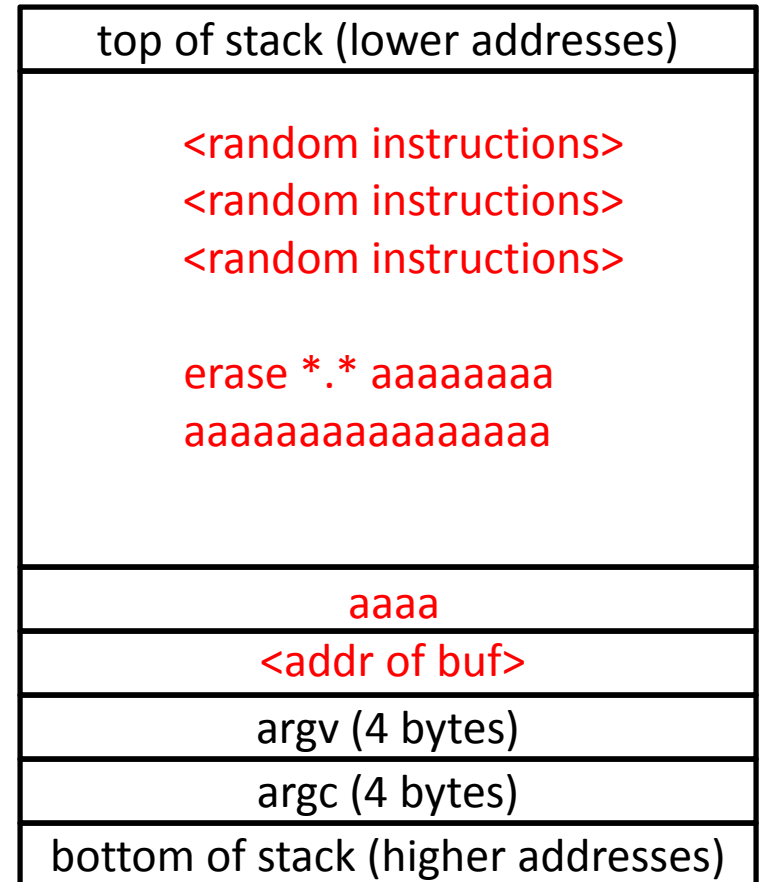 top of stack (lower addresses)
<random instructions>
<random instructions>
<random instructions>
erase *.* aaaaaaaa
aaaaaaaaaaaaaaaa
aaaa
<addr of buf>
argv (4 bytes)
argc (4 bytes)
bottom of stack (higher addresses)